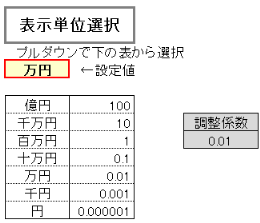 表示単位選択
プルダウンで下の表から選択
万円 ←設定値
億円 100
千万円 10
百万円 1
十万円 0.1
万円 0.01
千円 0.001
円 0.000001
調整係数
0.01